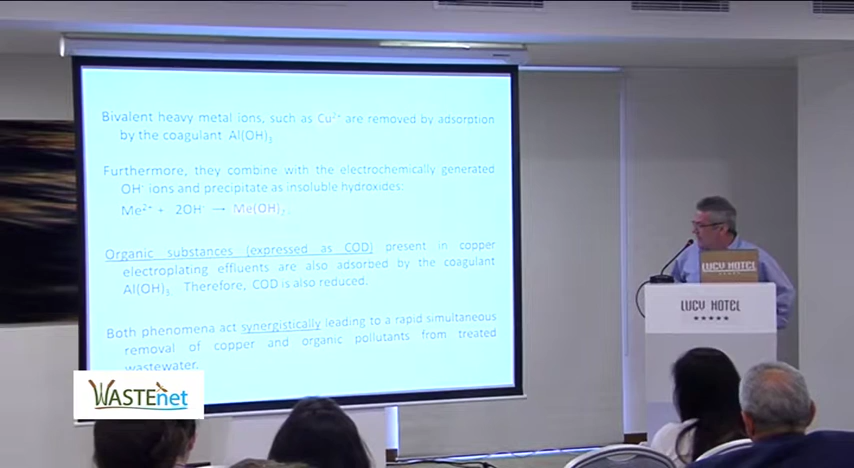 Bivalent heavy metal ions, such as Cu²⁺ are removed by adsorption
by the coagulant Al(OH)₃
Furthermore, they combine with the electrochemically generated
OH⁻ ions and precipitate as insoluble hydroxides:
Me²⁺ + 2OH⁻ → Me(OH)₂
Organic substances (expressed as COD) present in copper
electroplating effluents are also adsorbed by the coagulant
Al(OH)₃. Therefore, COD is also reduced.
Both phenomena act synergistically leading to a rapid simultaneous
removal of copper and organic pollutants from treated
wastewater.
WASTEnet
LUCY HOTEL
LUCY HOTEL